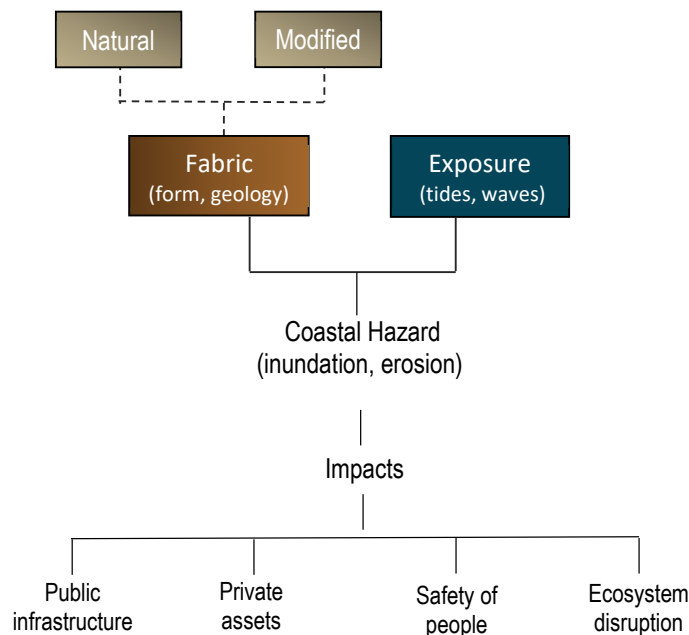 Natural
Modified
Fabric
(form, geology)
Exposure
(tides, waves)
Coastal Hazard
(inundation, erosion)
Impacts
Public
infrastructure
Private
assets
Safety of
people
Ecosystem
disruption